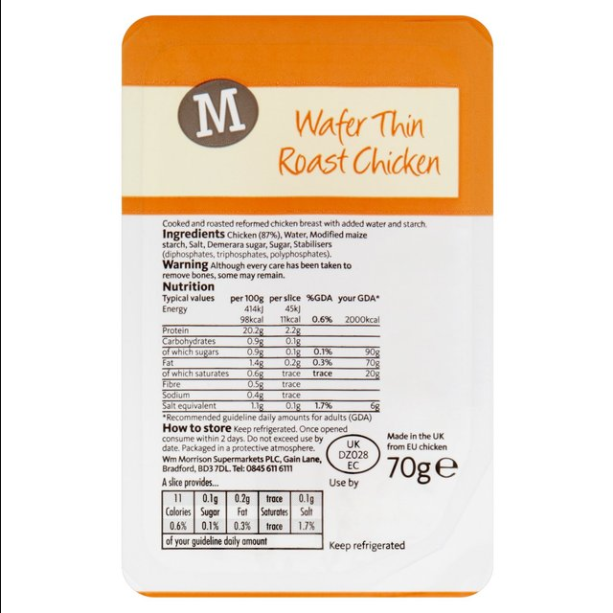 M
Wafer Thin
Roast Chicken
Cooked and roasted reformed chicken breast with added water and starch.
Ingredients Chicken (87%), Water, Modified maize
starch, Salt, Demerara sugar, Sugar, Stabilisers
(diphosphates, triphosphates, polyphosphates).
Warning Although every care has been taken to
remove bones, some may remain.
Nutrition
Typical values per 100g per slice %GDA your GDA*
Energy 414kJ 45kJ
98kcal 11kcal 0.6% 2000kcal
Protein 20.2g 2.2g
Carbohydrates 0.9g 0.1g
of which sugars 0.9g 0.1g 0.1% 90g
Fat 1.4g 0.2g 0.3% 70g
of which saturates 0.6g trace trace 20g
Fibre 0.5g trace
Sodium 0.4g trace
Salt equivalent 1.1g 0.1g 1.7% 6g
*Recommended guideline daily amounts for adults (GDA)
How to store Keep refrigerated. Once opened
consume within 2 days. Do not exceed use by
date. Packaged in a protective atmosphere.
Wm Morrison Supermarkets PLC, Gain Lane,
Bradford, BD3 7DL. Tel: 0845 611 6111
UK
DZ028
EC
Made in the UK
from EU chicken
70g e
Use by
A slice provides...
11 0.1g 0.2g trace 0.1g
Calories Sugar Fat Saturates Salt
0.6% 0.1% 0.3% trace 1.7%
of your guideline daily amount
Keep refrigerated